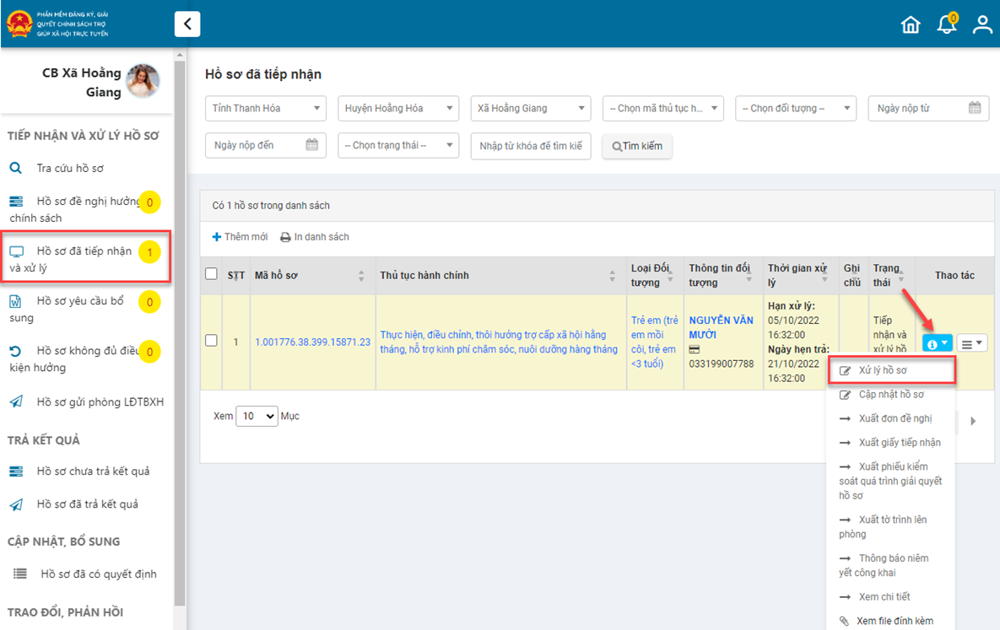 PHẦN MỀM ĐĂNG KÝ, GIẢI
QUYẾT CHÍNH SÁCH TRỢ
GIÚP XÃ HỘI TRỰC TUYẾN
0
CB Xã Hoằng
Giang
TIẾP NHẬN VÀ XỬ LÝ HỒ SƠ
Tra cứu hồ sơ
Hồ sơ đề nghị hưởng 0
chính sách
Hồ sơ đã tiếp nhận 1
và xử lý
Hồ sơ yêu cầu bổ 0
sung
Hồ sơ không đủ điều 0
kiện hưởng
Hồ sơ gửi phòng LĐTBXH
TRẢ KẾT QUẢ
Hồ sơ chưa trả kết quả
Hồ sơ đã trả kết quả
CẬP NHẬT, BỔ SUNG
Hồ sơ đã có quyết định
TRAO ĐỔI, PHẢN HỒI
Hồ sơ đã tiếp nhận
Tỉnh Thanh Hóa
Huyện Hoằng Hóa
Xã Hoằng Giang
-- Chọn mã thủ tục h...
-- Chọn đối tượng --
Ngày nộp từ
Ngày nộp đến
-- Chọn trạng thái --
Nhập từ khóa để tìm kiế
Tìm kiếm
Có 1 hồ sơ trong danh sách
Thêm mới
In danh sách
STT
Mã hồ sơ
Thủ tục hành chính
Loại Đối
tượng
Thông tin đối
tượng
Thời gian xử
lý
Ghi
chú
Trạng
thái
Thao tác
1
1.001776.38.399.15871.23
Thực hiện, điều chỉnh, thôi hưởng trợ cấp xã hội hằng
tháng, hỗ trợ kinh phí chăm sóc, nuôi dưỡng hàng tháng
Trẻ em (trẻ
em mồi
côi, trẻ em
<3 tuổi)
NGUYỄN VĂN
MƯỜI
033199007788
Hạn xử lý:
05/10/2022
16:32:00
Ngày hẹn trả:
21/10/2022
16:32:00
Tiếp
nhận và
xử lý hồ
Xử lý hồ sơ
Cập nhật hồ sơ
Xuất đơn đề nghị
Xuất giấy tiếp nhận
Xuất phiếu kiểm
soát quá trình giải quyết
hồ sơ
Xuất tờ trình lên
phòng
Thông báo niêm
yết công khai
Xem chi tiết
Xem file đính kèm
Xem 10 Mục